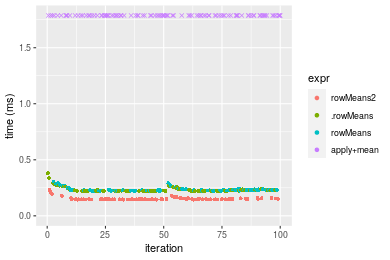 time (ms)
1.5
1.0
0.5
0.0
0
25
50
75
100
iteration
expr
rowMeans2
.rowMeans
rowMeans
apply+mean